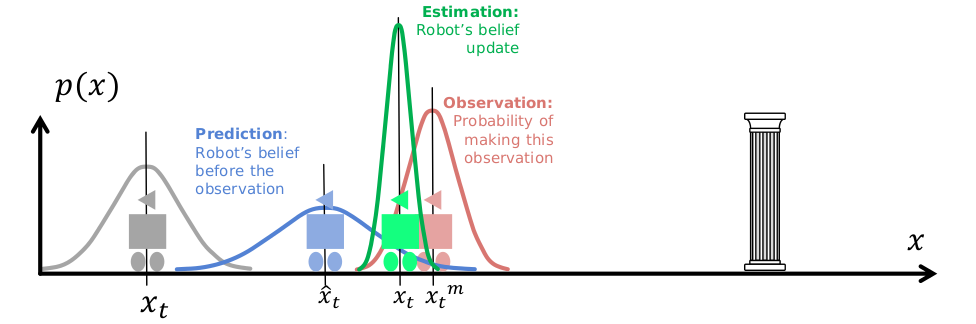 Estimation:
Robot's belief
update
p(x)
Observation:
Probability of
making this
observation
Prediction:
Robot's belief
before the
observation
x
x_t
x̂_t
x_t
x_t^m